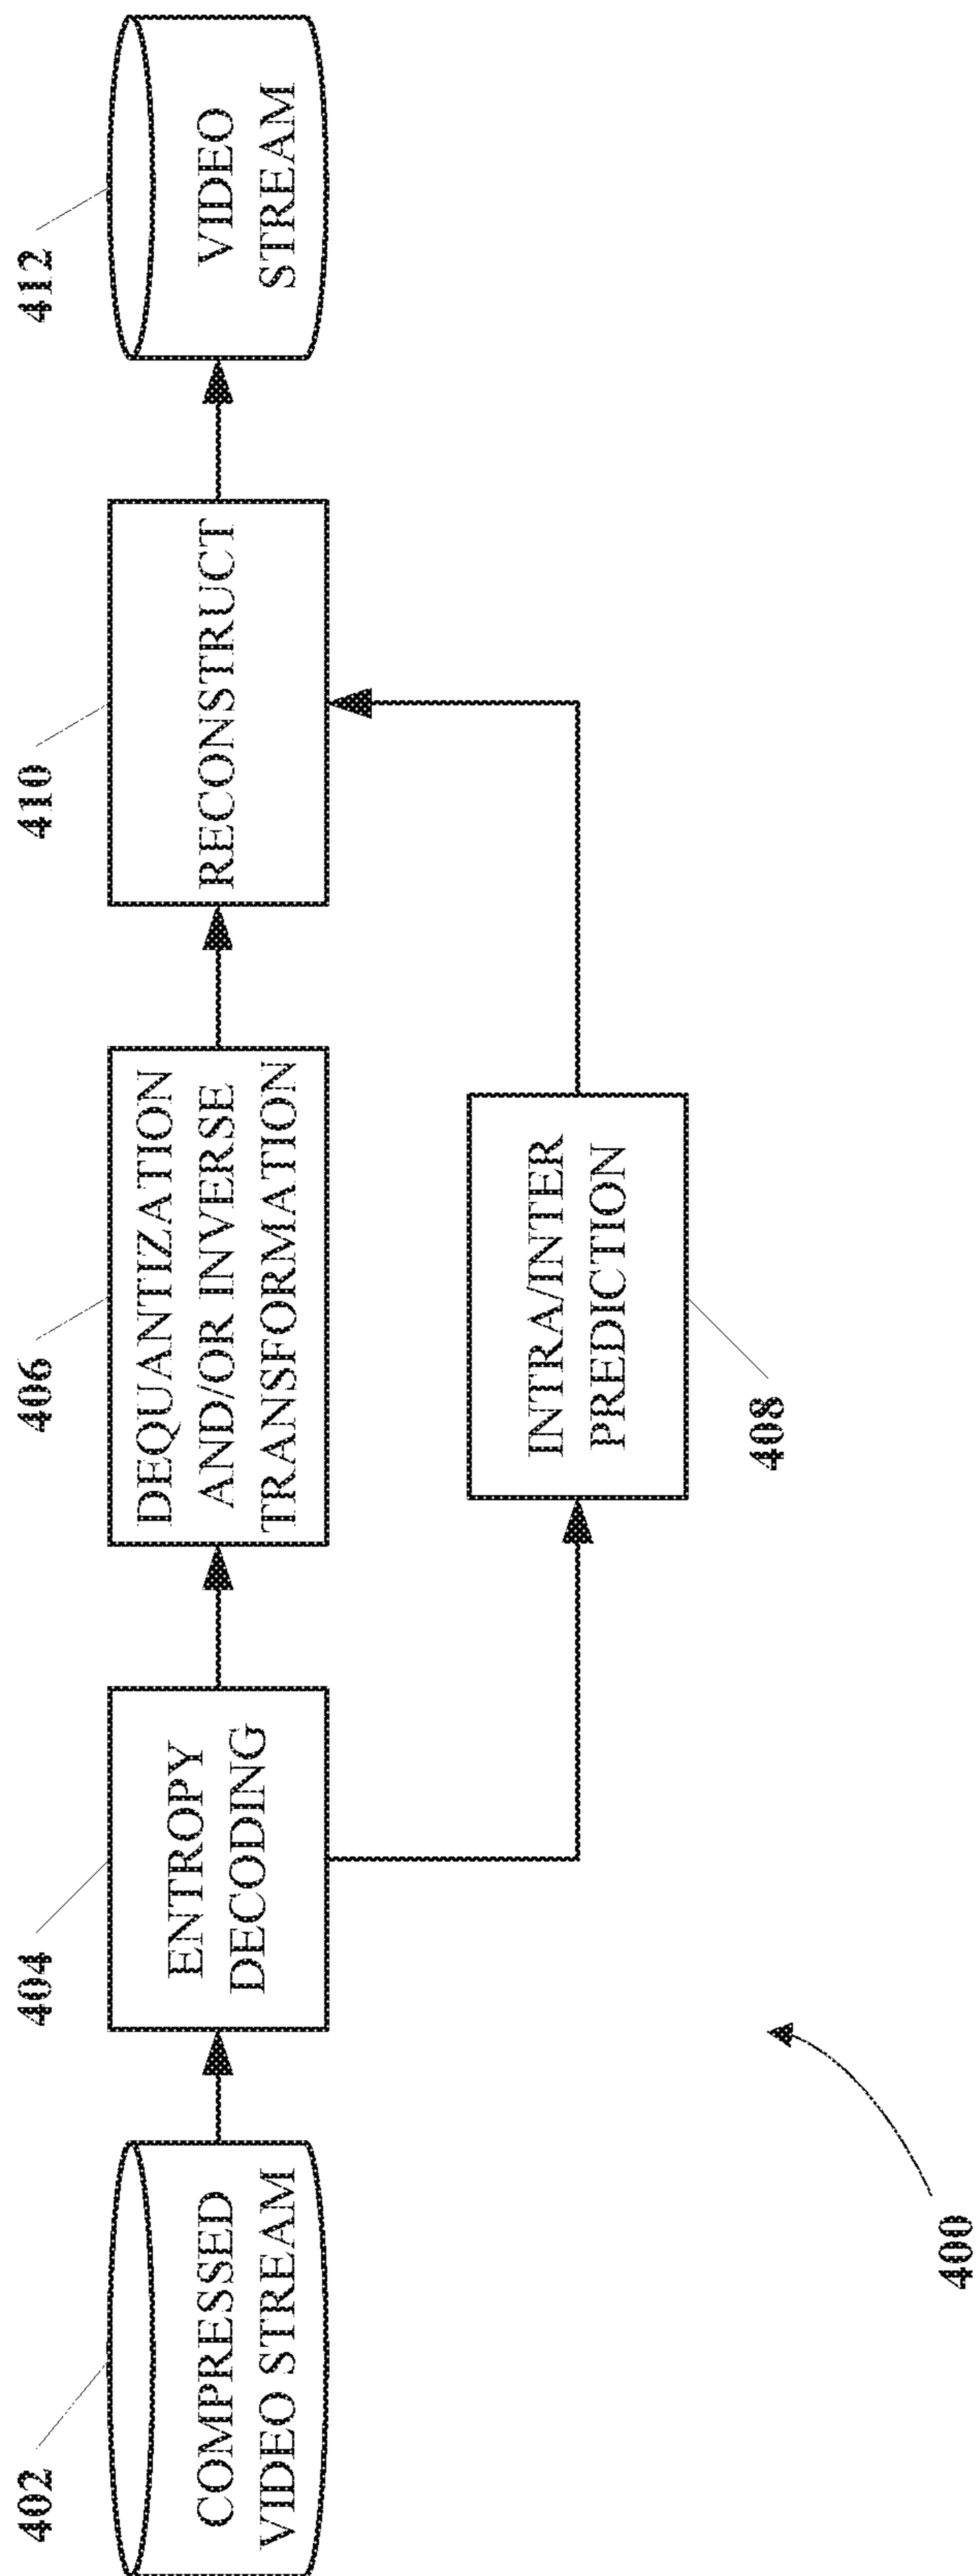 402
COMPRESSED
VIDEO STREAM
404
ENTROPY
DECODING
406
DEQUANTIZATION
AND/OR INVERSE
TRANSFORMATION
408
INTRA/INTER
PREDICTION
410
RECONSTRUCT
412
VIDEO
STREAM
400